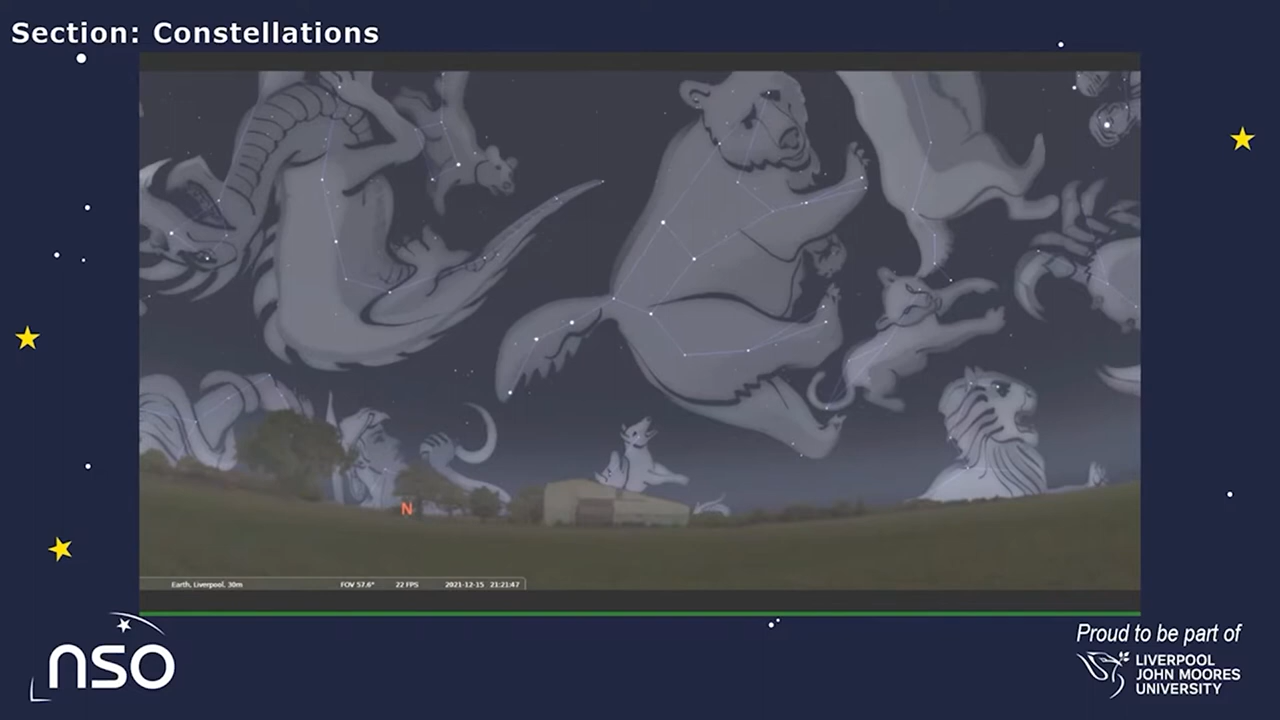 Section: Constellations
N
Earth, Liverpool, 30m FOV 57.6° 22 FPS 2021-12-15 21:21:47
nso
Proud to be part of
LIVERPOOL
JOHN MOORES
UNIVERSITY